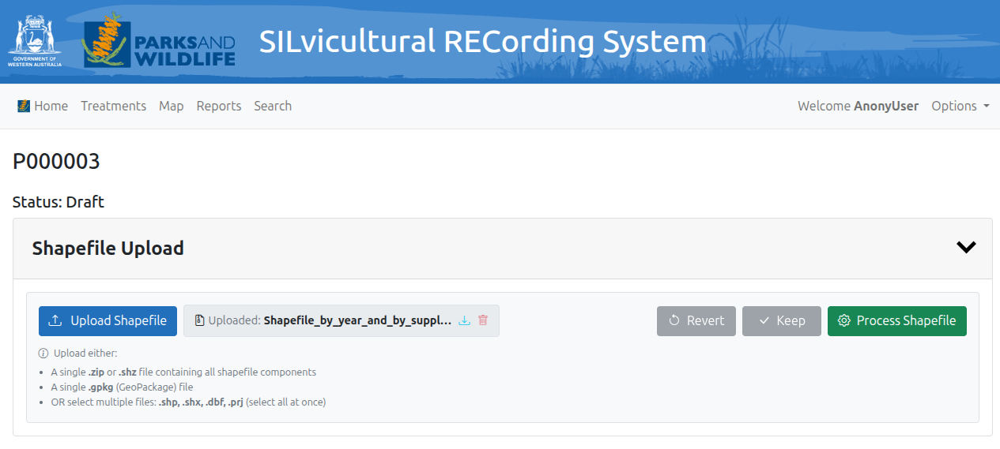 GOVERNMENT OF
WESTERN AUSTRALIA
PARKS AND
WILDLIFE
SILvicultural RECording System
Home Treatments Map Reports Search Welcome AnonyUser Options
P000003
Status: Draft
Shapefile Upload
Upload Shapefile Uploaded: Shapefile_by_year_and_by_suppl... Revert Keep Process Shapefile
Upload either:
• A single .zip or .shz file containing all shapefile components
• A single .gpkg (GeoPackage) file
• OR select multiple files: .shp, .shx, .dbf, .prj (select all at once)